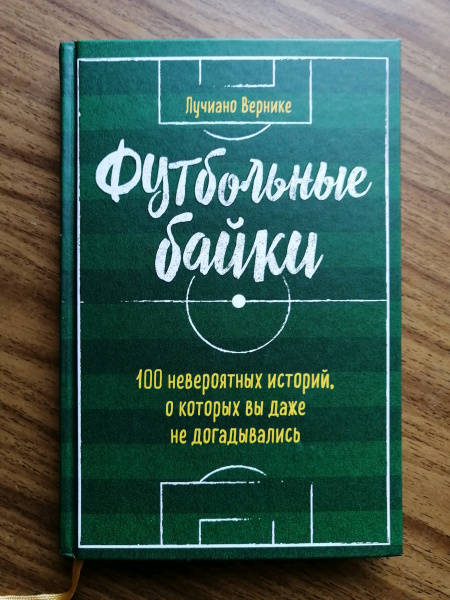 Лучиано Вернике
Футбольные
байки
100 невероятных историй,
о которых вы даже
не догадывались